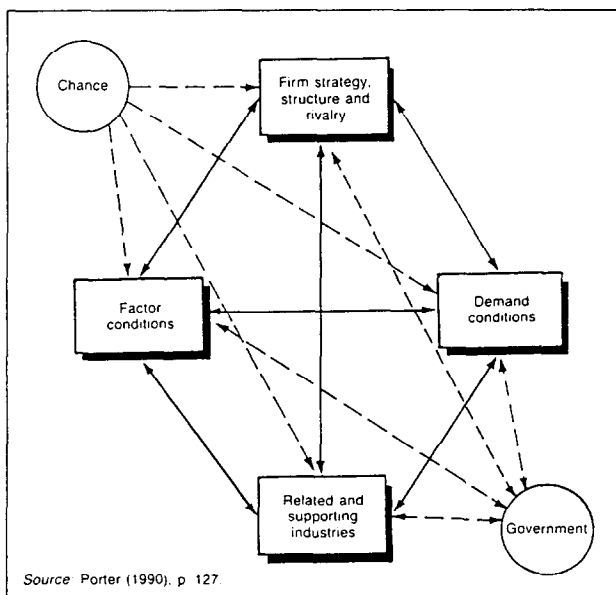 Chance
Firm strategy,
structure and
rivalry
Factor
conditions
Demand
conditions
Related and
supporting
industries
Government
Source: Porter (1990), p. 127.